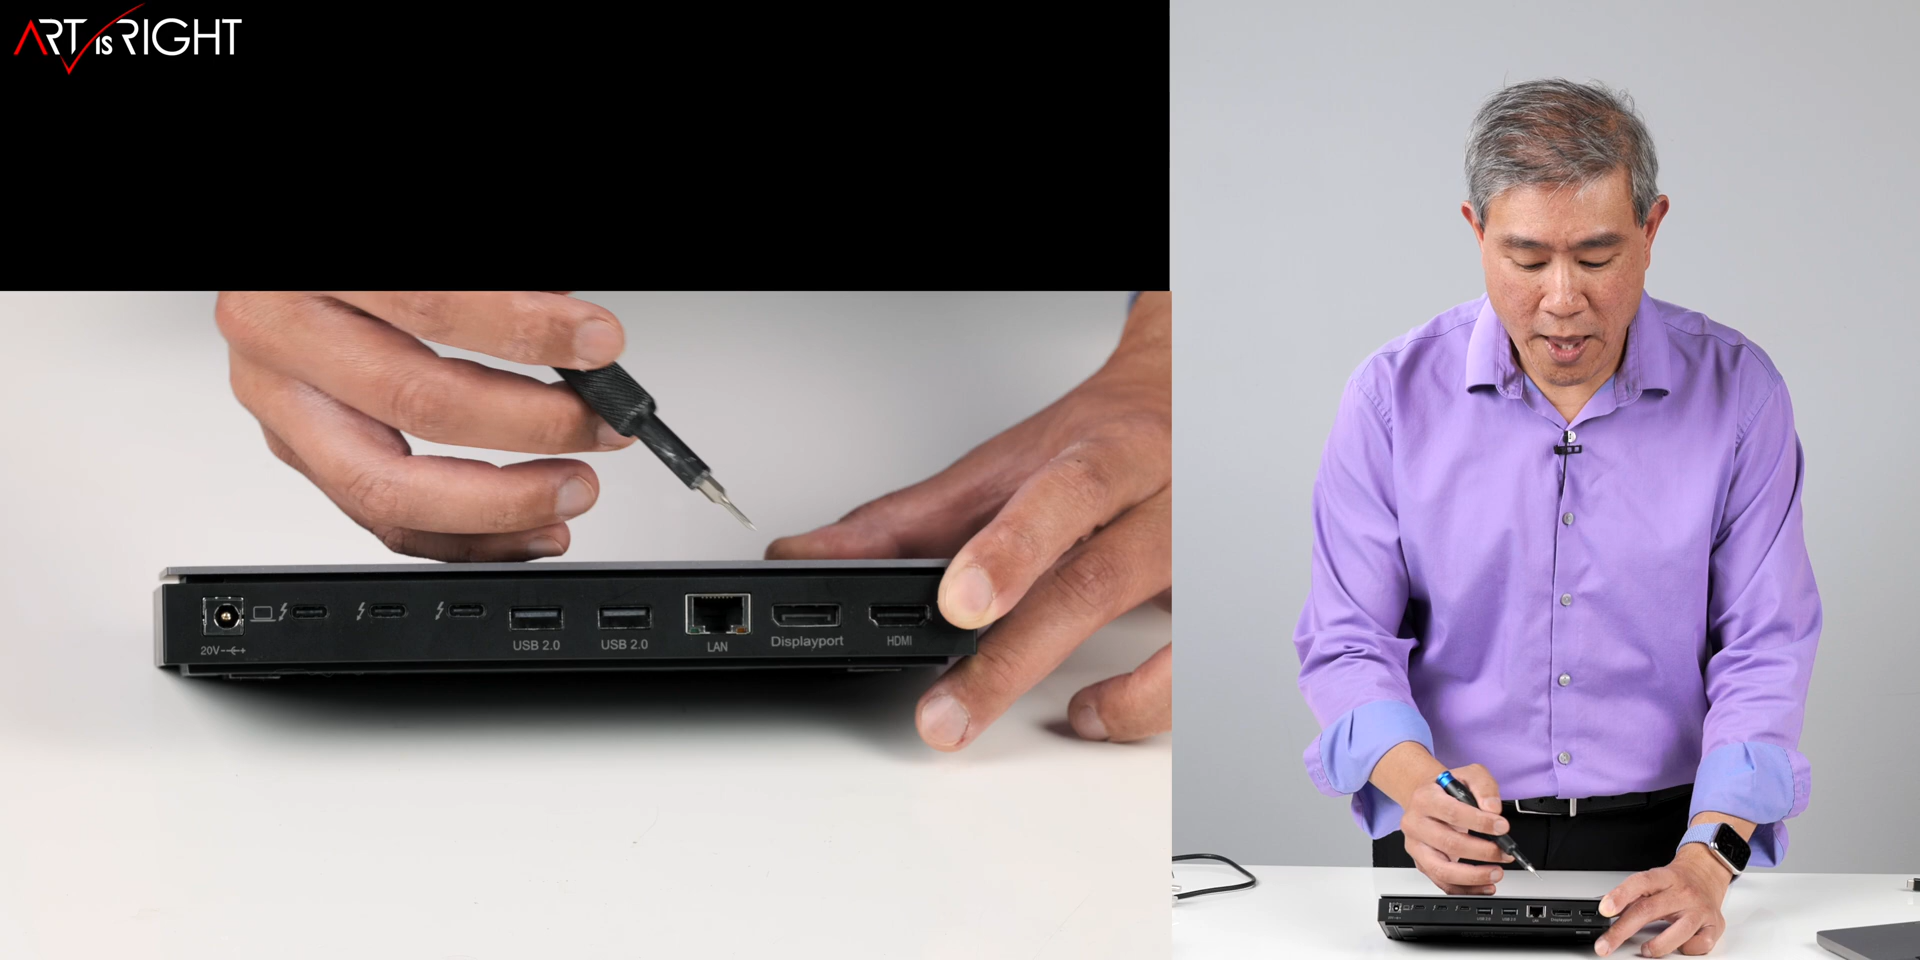 ART IS RIGHT
20V
USB 2.0
USB 2.0
LAN
Displayport
HDMI